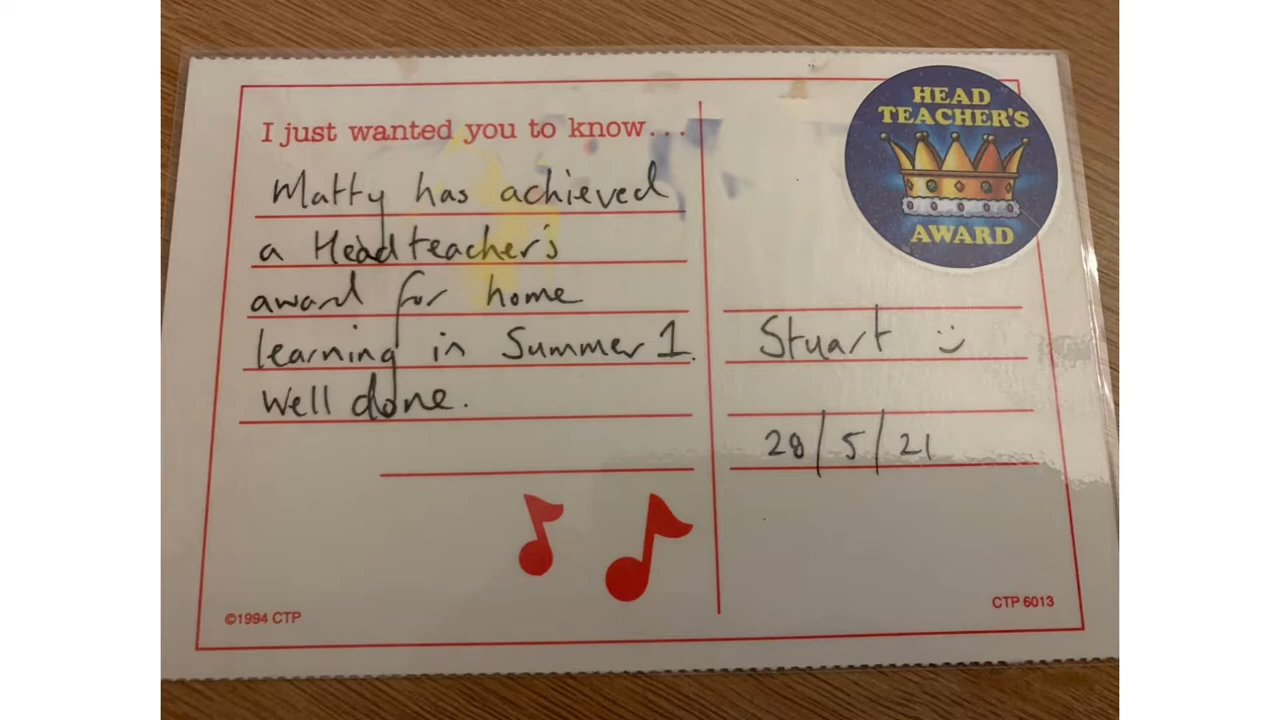 I just wanted you to know...
Matty has achieved
a Headteacher's
award for home
learning in Summer 1.
Well done.
©1994 CTP
HEAD
TEACHER'S
AWARD
Stuart :)
28/5/21
CTP 6013